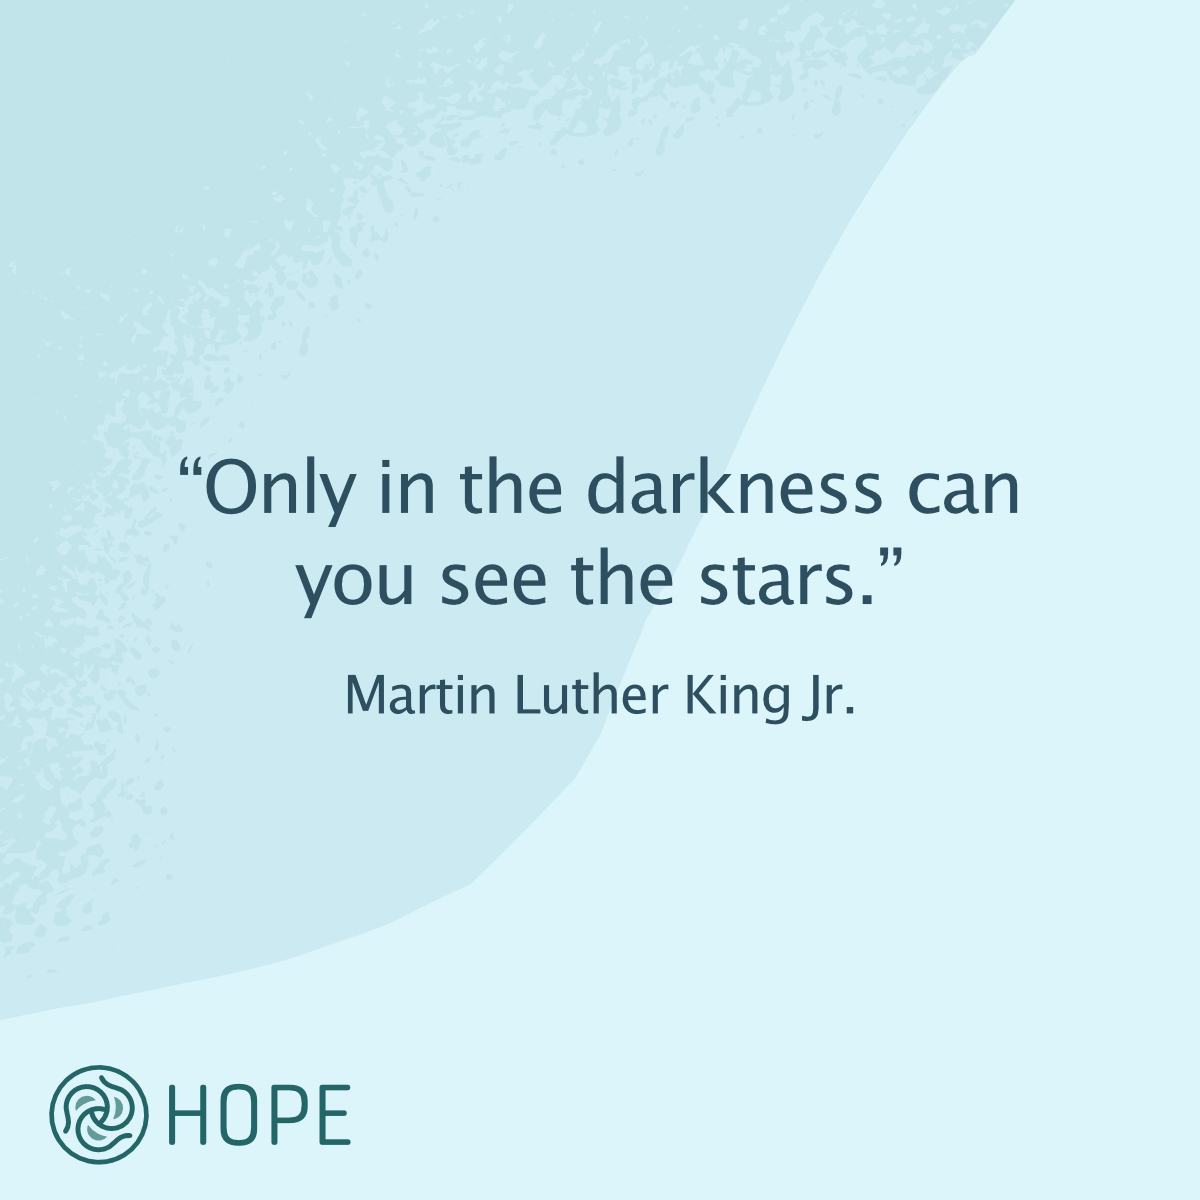 “Only in the darkness can
you see the stars.”
Martin Luther King Jr.
HOPE